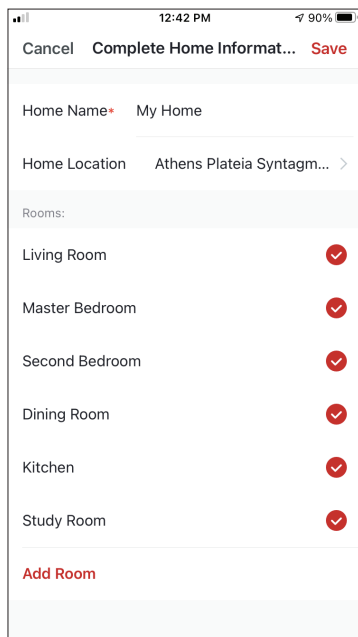 12:42 PM 90%
Cancel Complete Home Informat... Save
Home Name* My Home
Home Location Athens Plateia Syntagm...
Rooms:
Living Room
Master Bedroom
Second Bedroom
Dining Room
Kitchen
Study Room
Add Room